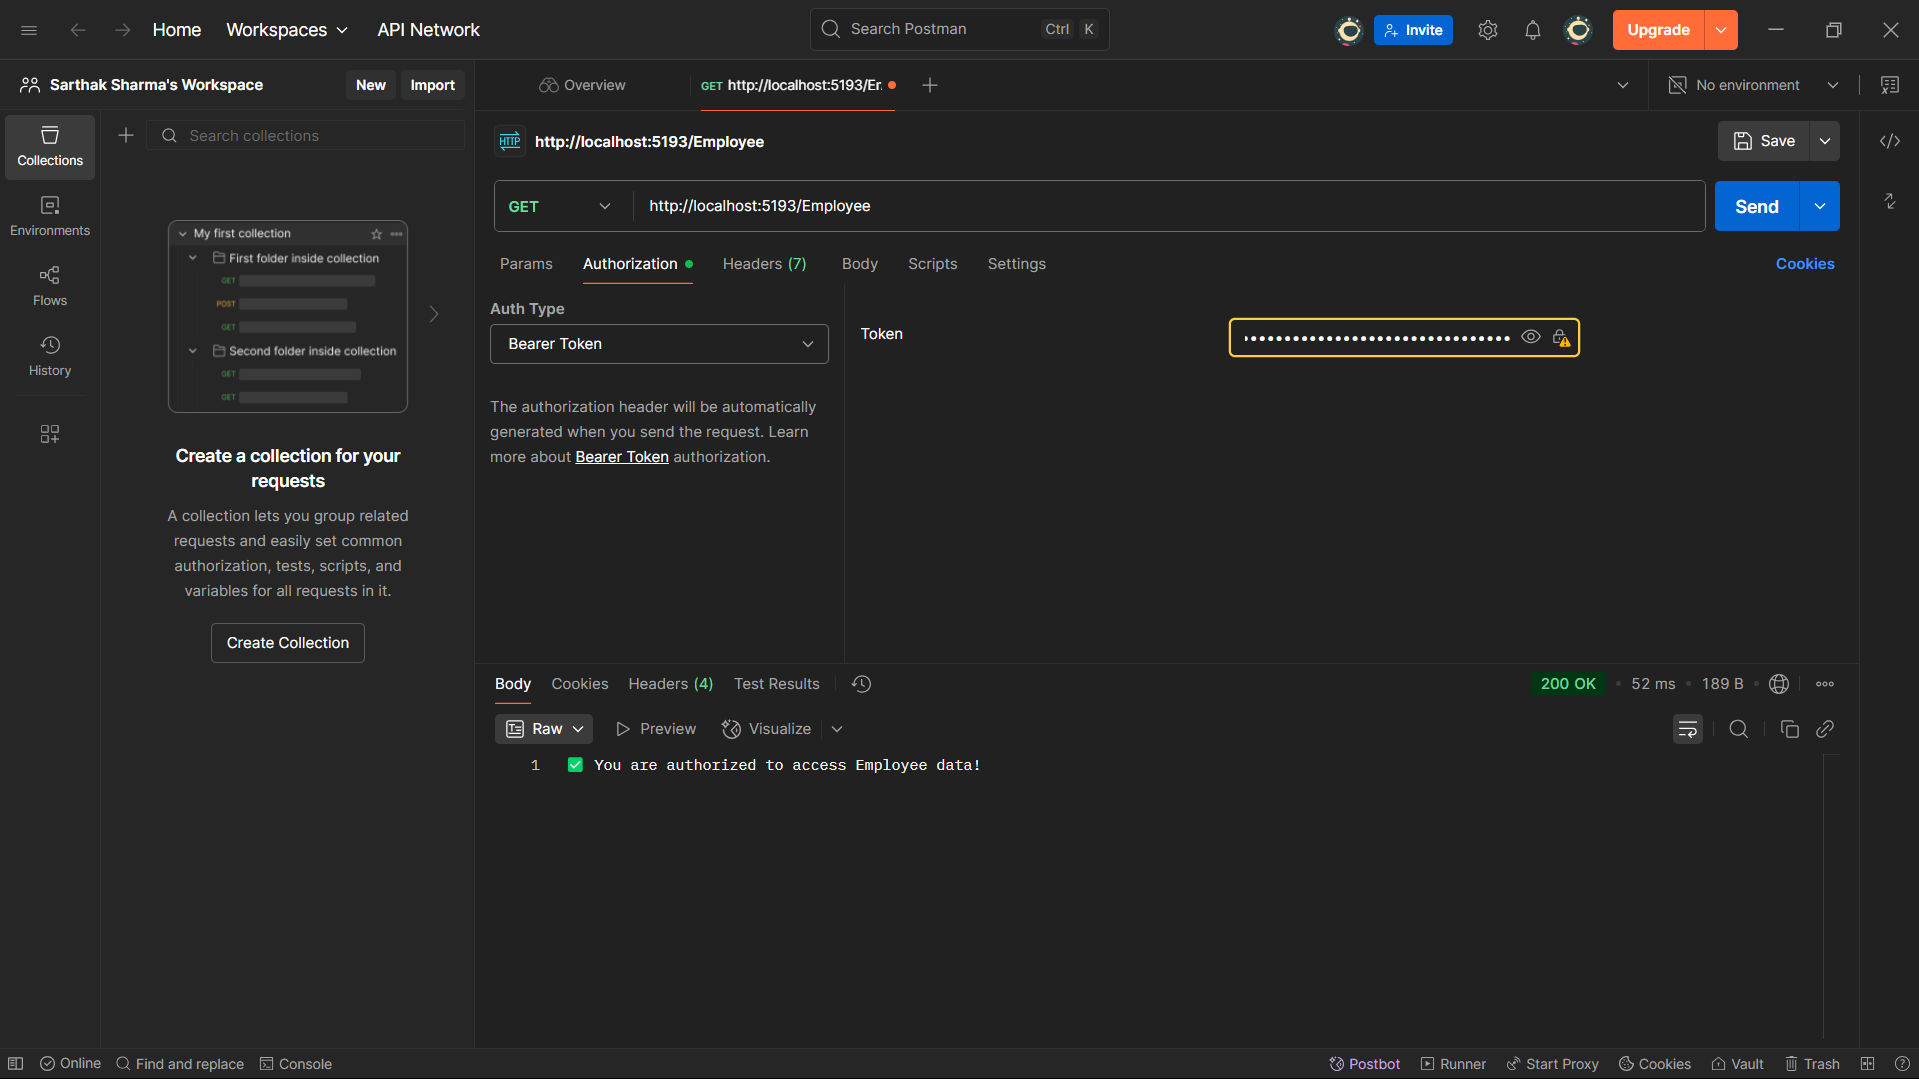 Home
Workspaces
API Network
Search Postman
Ctrl K
Invite
Upgrade
Sarthak Sharma's Workspace
New
Import
Overview
GET http://localhost:5193/Er.
No environment
Collections
Environments
Flows
History
Search collections
My first collection
First folder inside collection
GET
POST
GET
Second folder inside collection
GET
GET
Create a collection for your
requests
A collection lets you group related
requests and easily set common
authorization, tests, scripts, and
variables for all requests in it.
Create Collection
HTTP
http://localhost:5193/Employee
Save
GET
http://localhost:5193/Employee
Send
Params
Authorization
Headers (7)
Body
Scripts
Settings
Cookies
Auth Type
Bearer Token
The authorization header will be automatically
generated when you send the request. Learn
more about Bearer Token authorization.
Token
Body
Cookies
Headers (4)
Test Results
200 OK
52 ms
189 B
Raw
Preview
Visualize
1 ✅ You are authorized to access Employee data!
Online
Find and replace
Console
Postbot
Runner
Start Proxy
Cookies
Vault
Trash